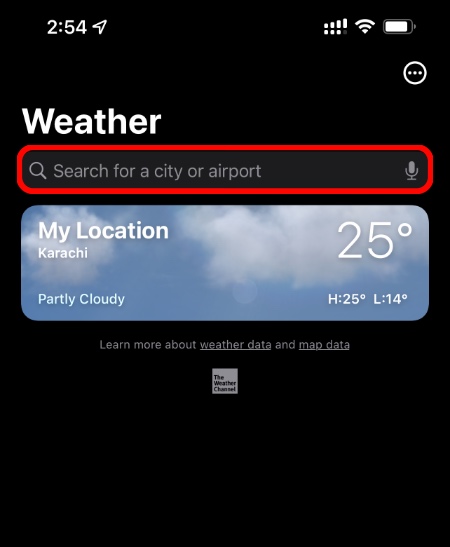 2:54
Weather
Search for a city or airport
My Location
25°
Karachi
Partly Cloudy
H:25° L:14°
Learn more about weather data and map data
The
Weather
Channel